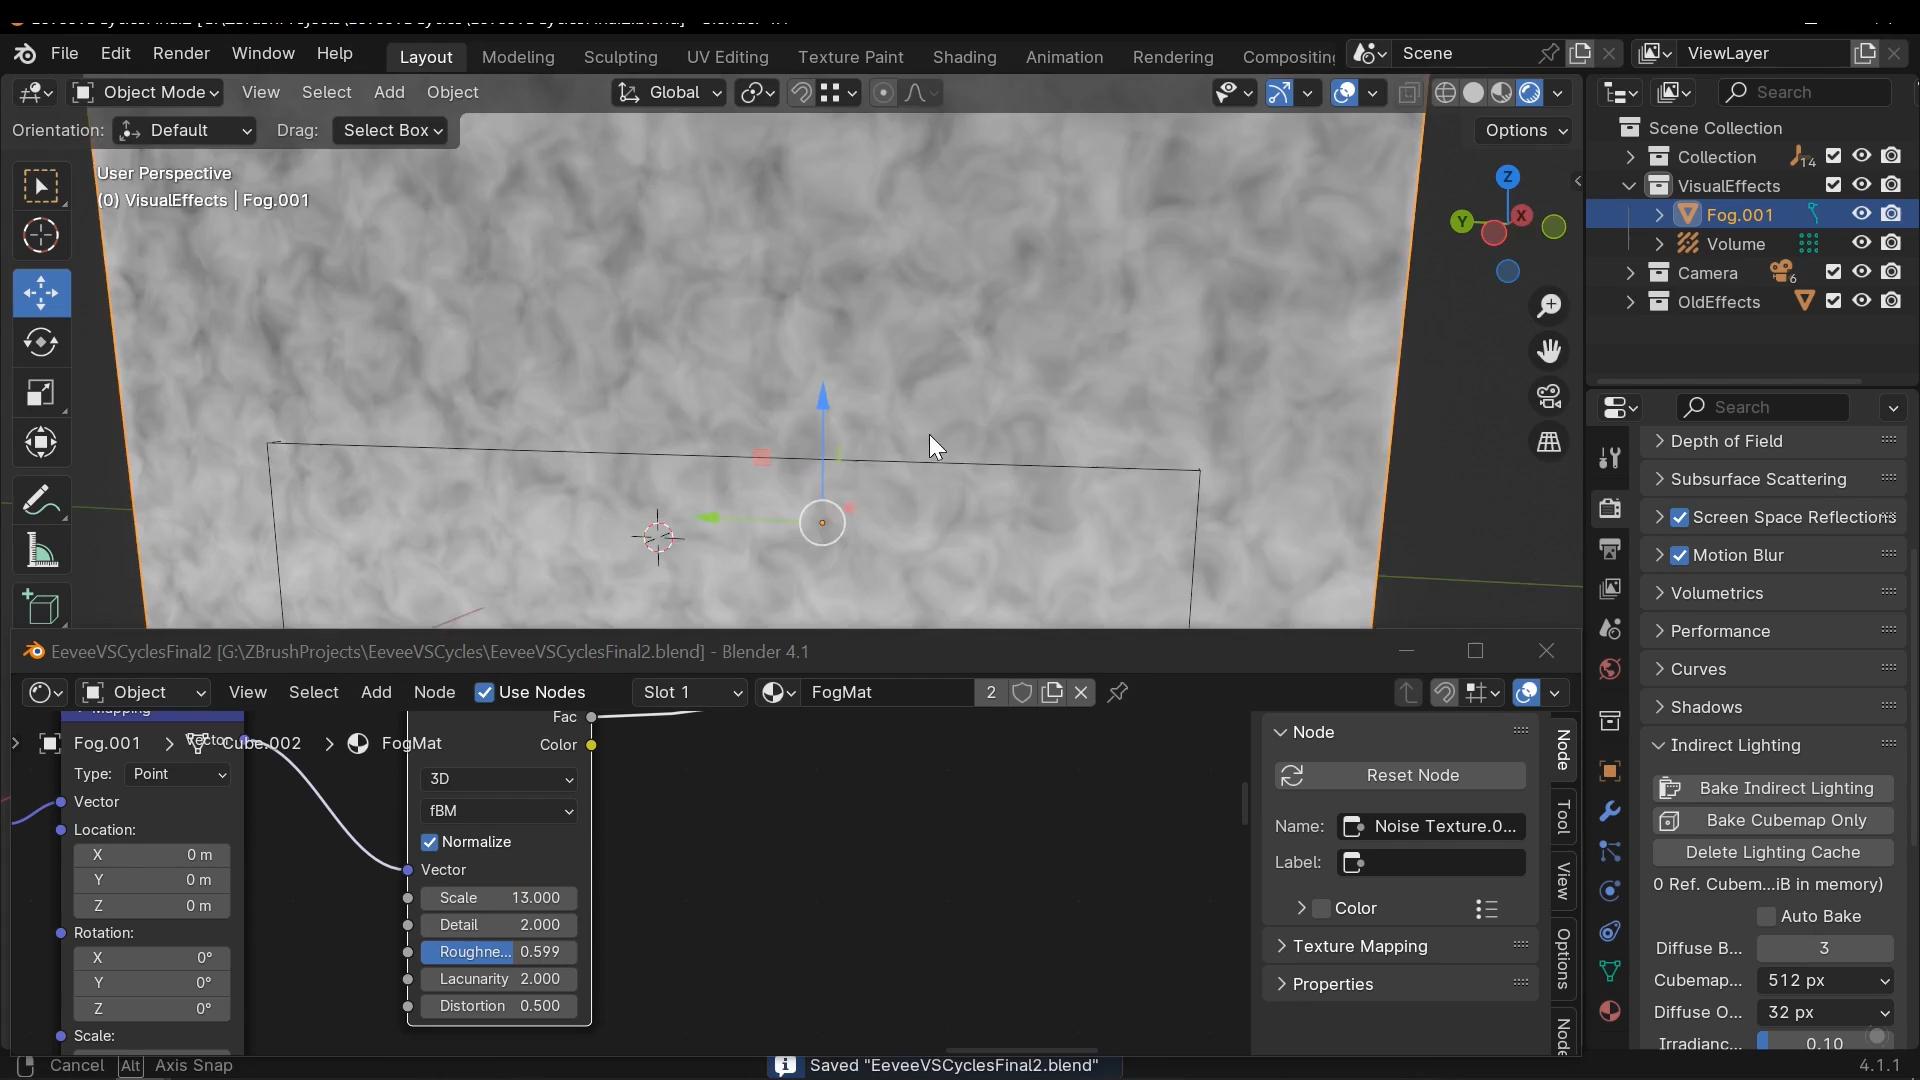 File Edit Render Window Help Layout Modeling Sculpting UV Editing Texture Paint Shading Animation Rendering Compositing Scene ViewLayer
Object Mode View Select Add Object Global Search
Orientation: Default Drag: Select Box Options
User Perspective
(0) VisualEffects | Fog.001
Z
Y X
Scene Collection
Collection 14
VisualEffects
Fog.001
Volume
Camera 6
OldEffects
Search
Depth of Field
Subsurface Scattering
Screen Space Reflections
Motion Blur
Volumetrics
Performance
Curves
Shadows
Indirect Lighting
Bake Indirect Lighting
Bake Cubemap Only
Delete Lighting Cache
0 Ref. Cubem...iB in memory)
Auto Bake
Diffuse B... 3
Cubemap... 512 px
Diffuse O... 32 px
Irradianc... 0.10
EeveeVSCyclesFinal2 [G:\ZBrushProjects\EeveeVSCycles\EeveeVSCyclesFinal2.blend] - Blender 4.1
Object View Select Add Node Use Nodes Slot 1 FogMat 2
Fog.001 > Cube.002 > FogMat
Mapping
Vector
Type: Point
Vector
Location:
X 0 m
Y 0 m
Z 0 m
Rotation:
X 0°
Y 0°
Z 0°
Scale:
Fac
Color
3D
fBM
Normalize
Vector
Scale 13.000
Detail 2.000
Roughne... 0.599
Lacunarity 2.000
Distortion 0.500
Node
Reset Node
Name: Noise Texture.0...
Label:
Color
Texture Mapping
Properties
Node
Tool
View
Options
Node
Cancel Alt Axis Snap Saved "EeveeVSCyclesFinal2.blend" 4.1.1